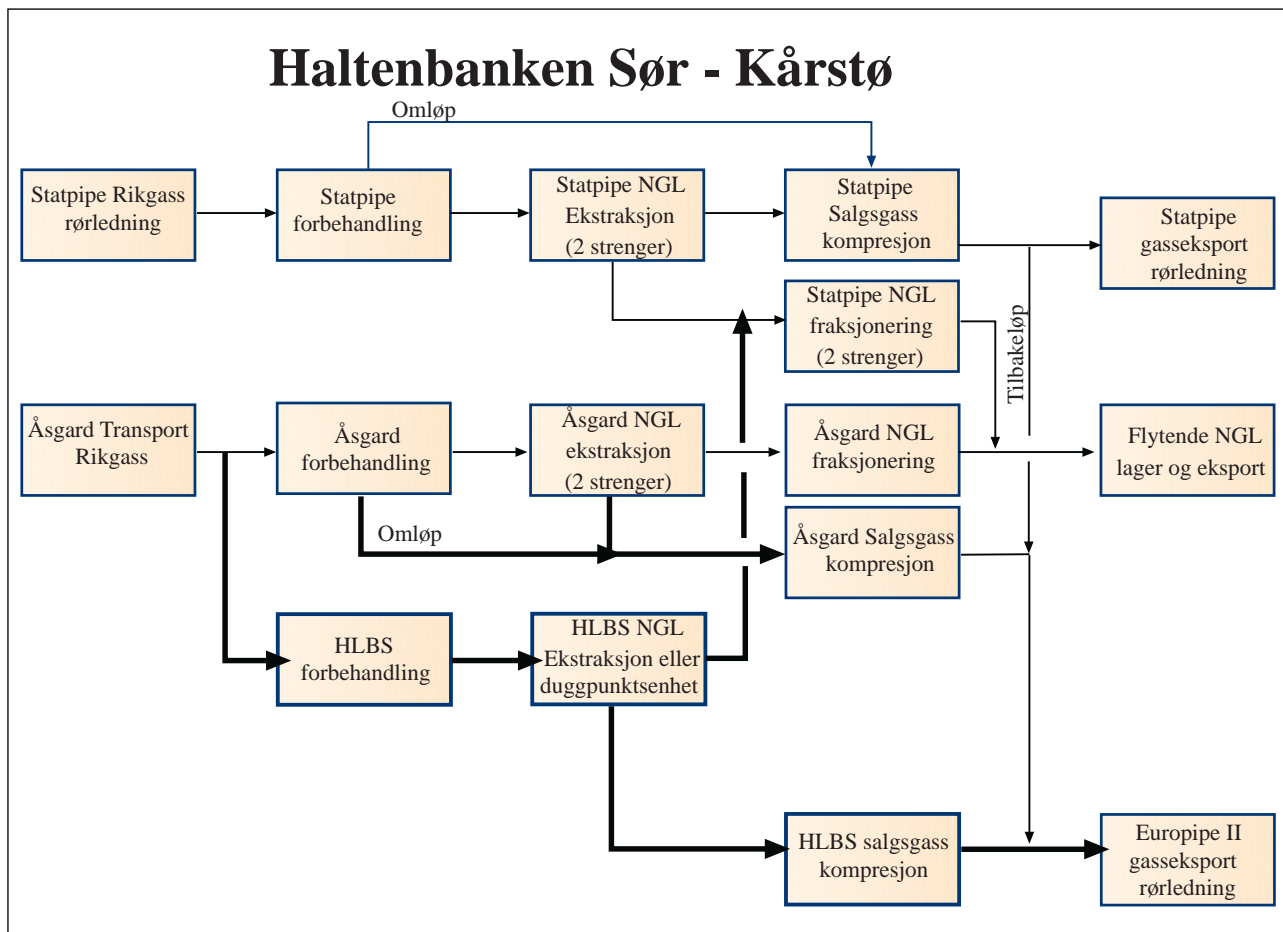 Haltenbanken Sør - Kårstø
Omløp
Statpipe Rikgass
rørledning
Statpipe
forbehandling
Statpipe NGL
Ekstraksjon
(2 strenger)
Statpipe
Salgsgass
kompresjon
Statpipe
gasseksport
rørledning
Statpipe NGL
fraksjonering
(2 strenger)
Tilbakeløp
Åsgard Transport
Rikgass
Åsgard
forbehandling
Åsgard NGL
ekstraksjon
(2 strenger)
Åsgard NGL
fraksjonering
Flytende NGL
lager og eksport
Omløp
Åsgard Salgsgass
kompresjon
HLBS
forbehandling
HLBS NGL
Ekstraksjon eller
duggpunktsenhet
HLBS salgsgass
kompresjon
Europipe II
gasseksport
rørledning